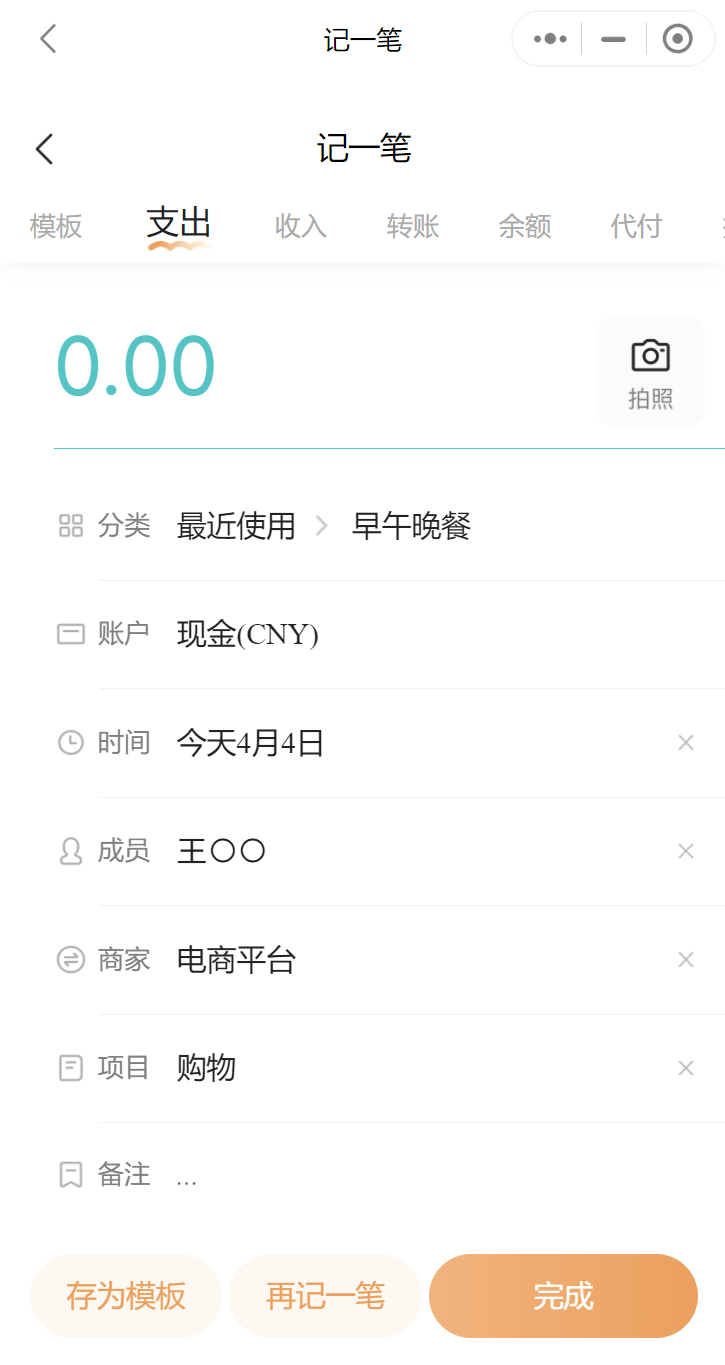 记一笔
记一笔
模板 支出 收入 转账 余额 代付
0.00
拍照
分类 最近使用 早午晚餐
账户 现金(CNY)
时间 今天4月4日
成员 王〇〇
商家 电商平台
项目 购物
备注 ...
存为模板 再记一笔 完成